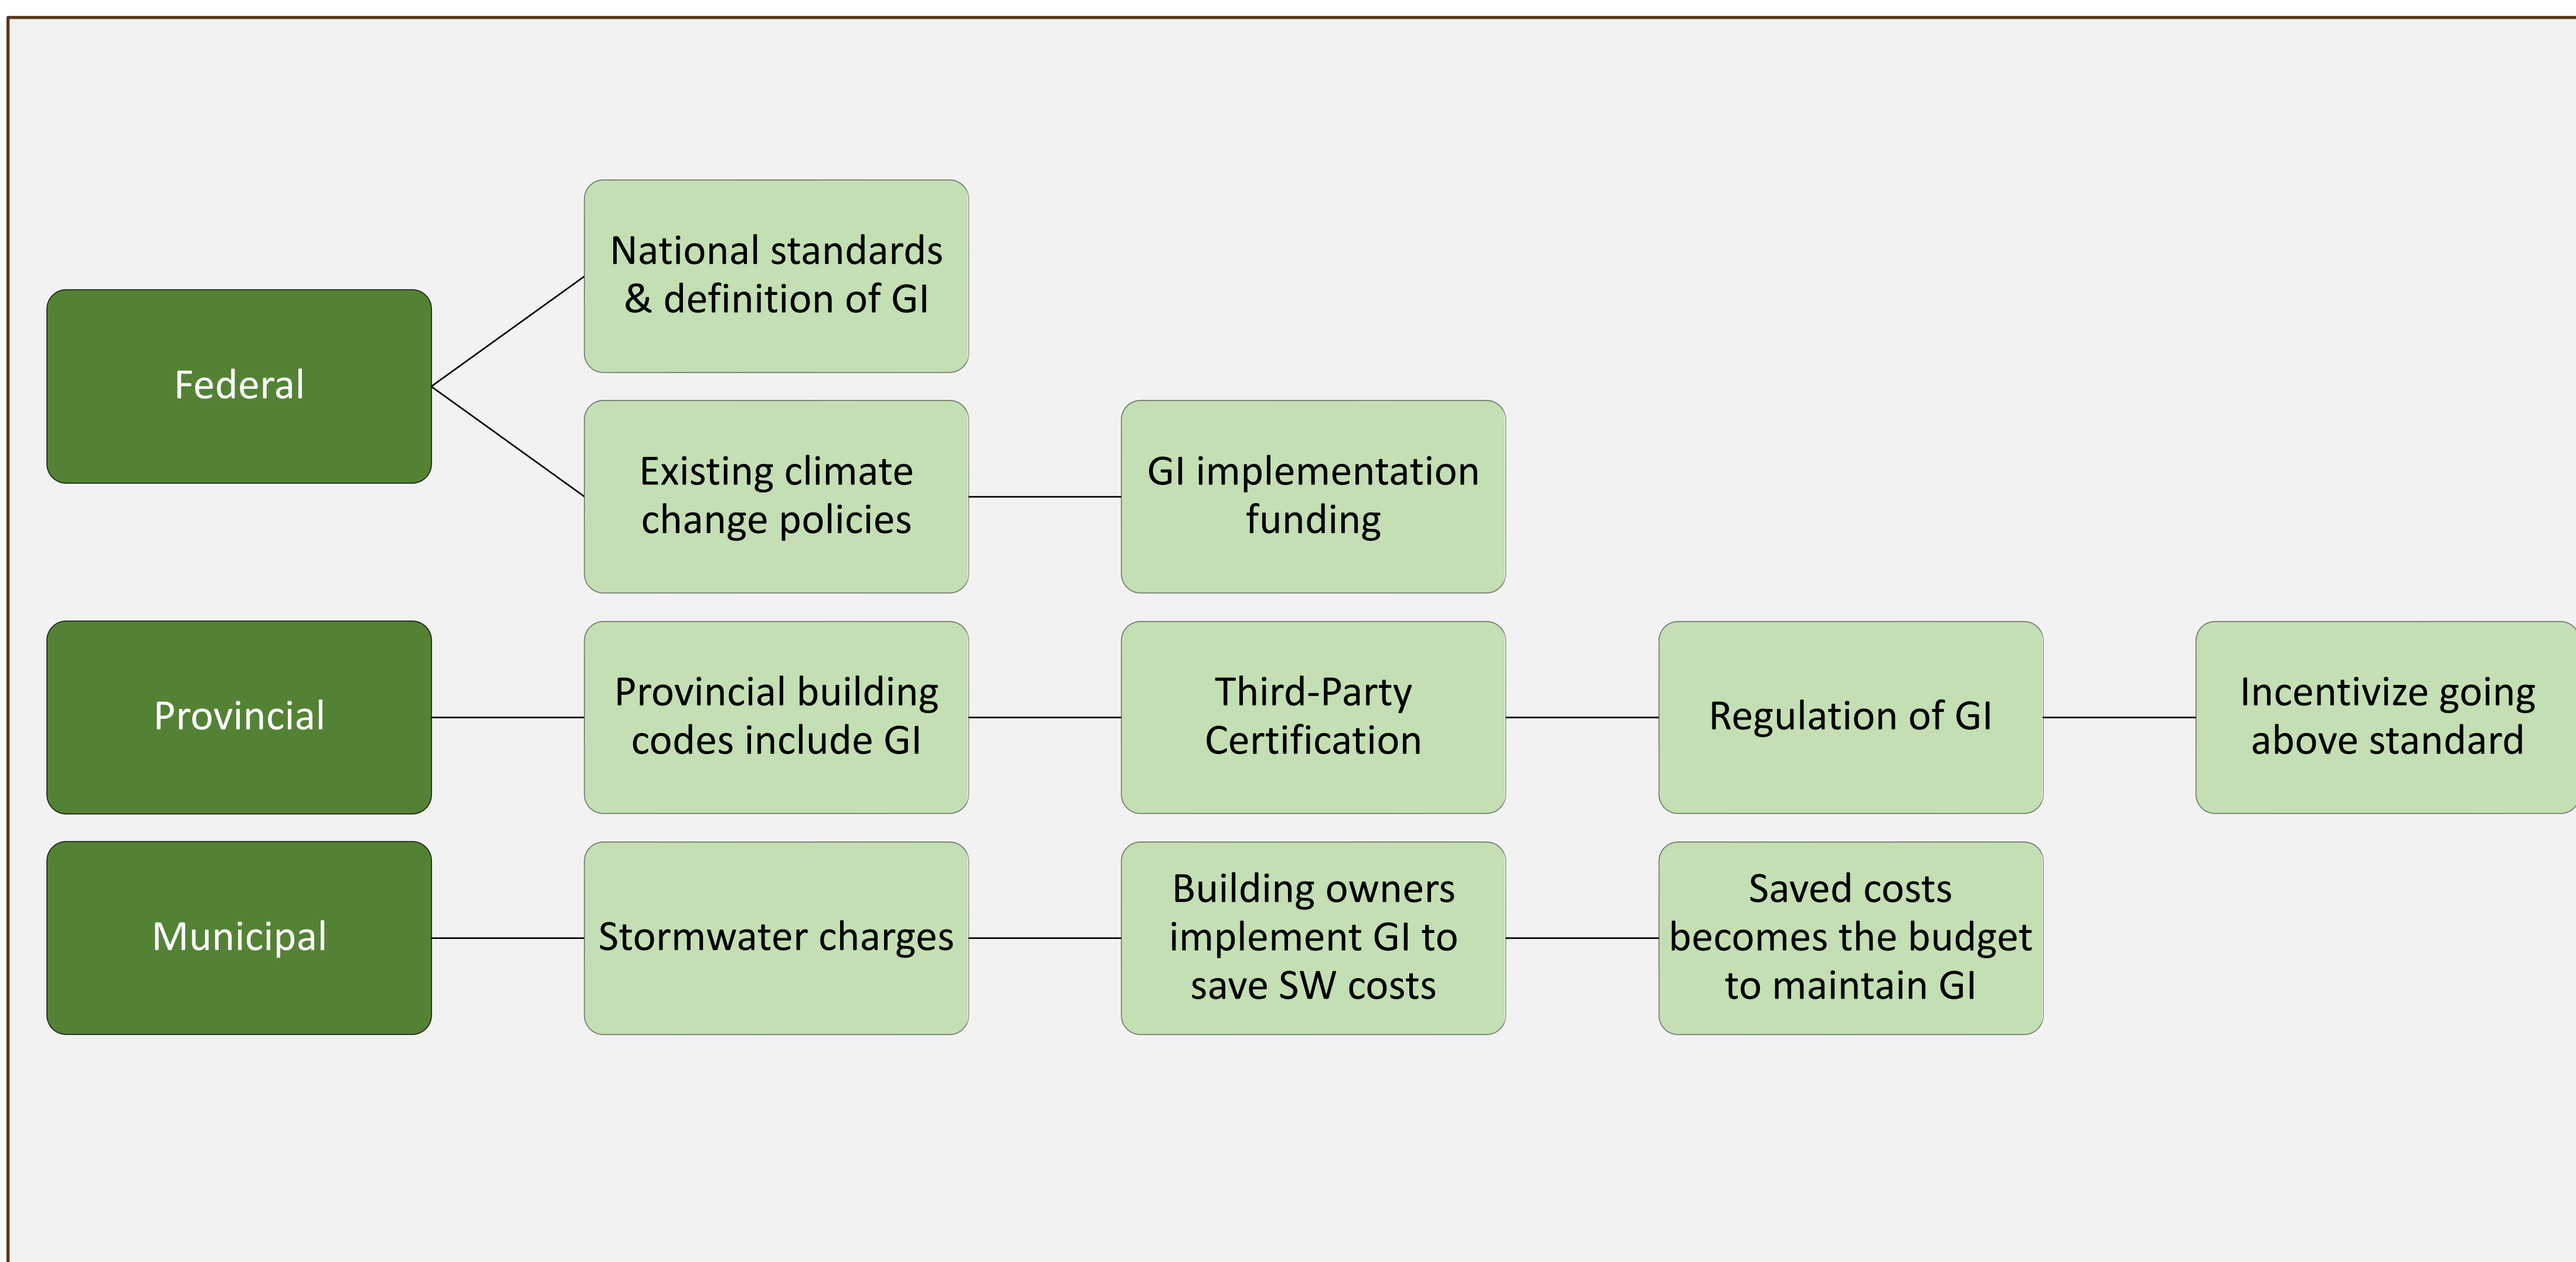 National standards
& definition of GI
Federal
Existing climate
change policies
GI implementation
funding
Provincial
Provincial building
codes include GI
Third-Party
Certification
Regulation of GI
Incentivize going
above standard
Municipal
Stormwater charges
Building owners
implement GI to
save SW costs
Saved costs
becomes the budget
to maintain GI